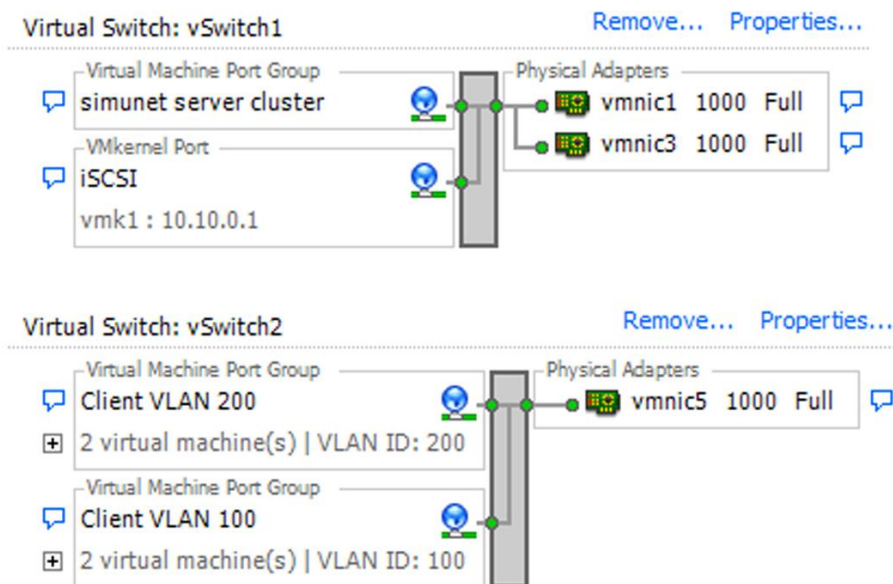 Virtual Switch: vSwitch1 Remove... Properties...
Virtual Machine Port Group Physical Adapters
simunet server cluster vmnic1 1000 Full
vmnic3 1000 Full
VMkernel Port
iSCSI
vmk1 : 10.10.0.1
Virtual Switch: vSwitch2 Remove... Properties...
Virtual Machine Port Group Physical Adapters
Client VLAN 200 vmnic5 1000 Full
2 virtual machine(s) | VLAN ID: 200
Virtual Machine Port Group
Client VLAN 100
2 virtual machine(s) | VLAN ID: 100